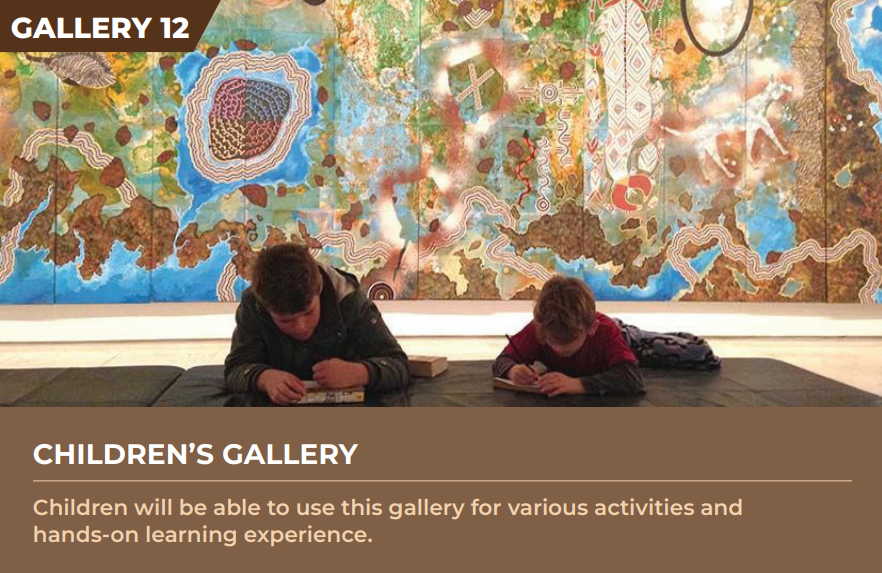 GALLERY 12
CHILDREN’S GALLERY
Children will be able to use this gallery for various activities and
hands-on learning experience.